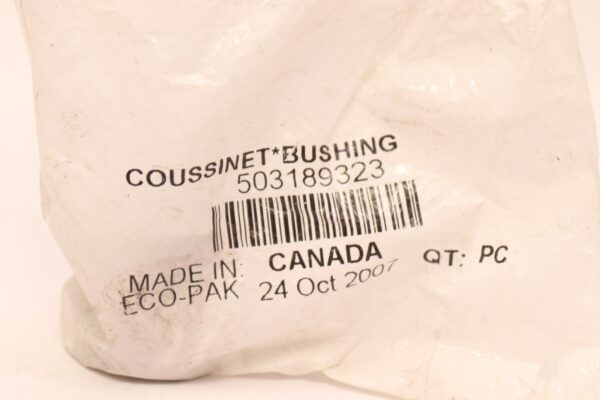 COUSSINET*BUSHING
503189323
MADE IN: CANADA QT: PC
ECO-PAK 24 Oct 2007